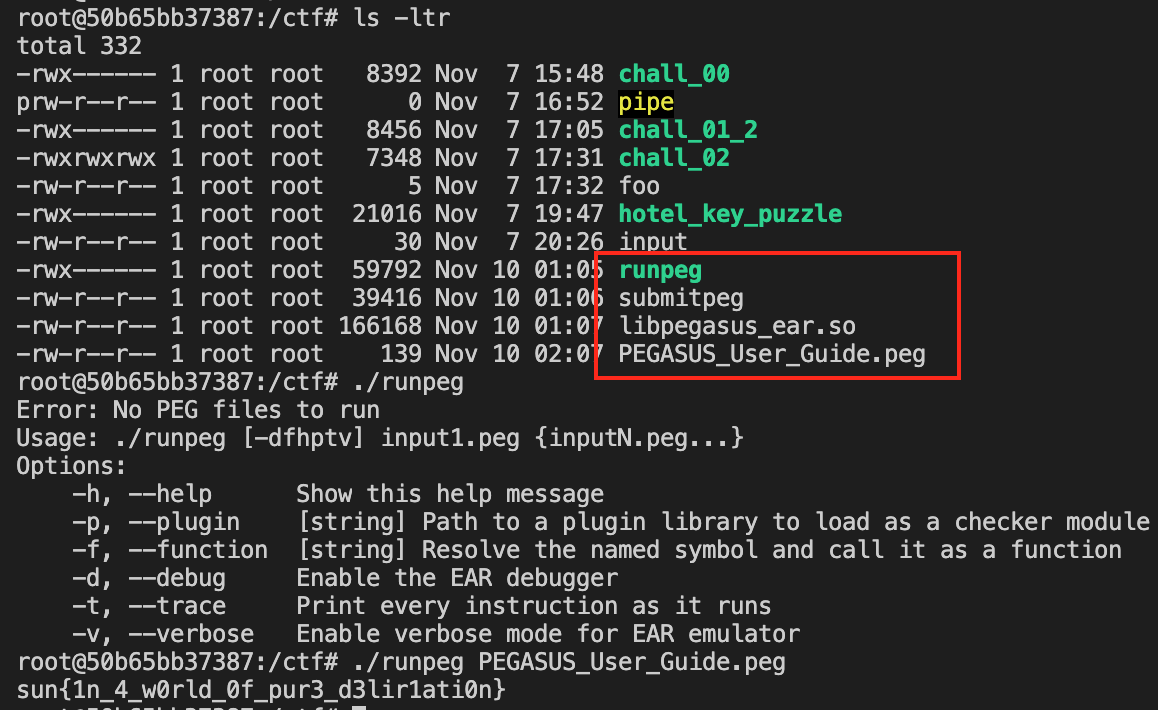 root@50b65bb37387:/ctf# ls -ltr
total 332
-rwx------ 1 root root   8392 Nov  7 15:48 chall_00
prw-r--r-- 1 root root      0 Nov  7 16:52 pipe
-rwx------ 1 root root   8456 Nov  7 17:05 chall_01_2
-rwxrwxrwx 1 root root   7348 Nov  7 17:31 chall_02
-rw-r--r-- 1 root root      5 Nov  7 17:32 foo
-rwx------ 1 root root  21016 Nov  7 19:47 hotel_key_puzzle
-rw-r--r-- 1 root root     30 Nov  7 20:26 input
-rwx------ 1 root root  59792 Nov 10 01:05 runpeg
-rw-r--r-- 1 root root  39416 Nov 10 01:06 submitpeg
-rw-r--r-- 1 root root 166168 Nov 10 01:07 libpegasus_ear.so
-rw-r--r-- 1 root root    139 Nov 10 02:07 PEGASUS_User_Guide.peg
root@50b65bb37387:/ctf# ./runpeg
Error: No PEG files to run
Usage: ./runpeg [-dfhptv] input1.peg {inputN.peg...}
Options:
    -h, --help      Show this help message
    -p, --plugin    [string] Path to a plugin library to load as a checker module
    -f, --function  [string] Resolve the named symbol and call it as a function
    -d, --debug     Enable the EAR debugger
    -t, --trace     Print every instruction as it runs
    -v, --verbose   Enable verbose mode for EAR emulator
root@50b65bb37387:/ctf# ./runpeg PEGASUS_User_Guide.peg
sun{1n_4_w0rld_0f_pur3_d3lir1ati0n}